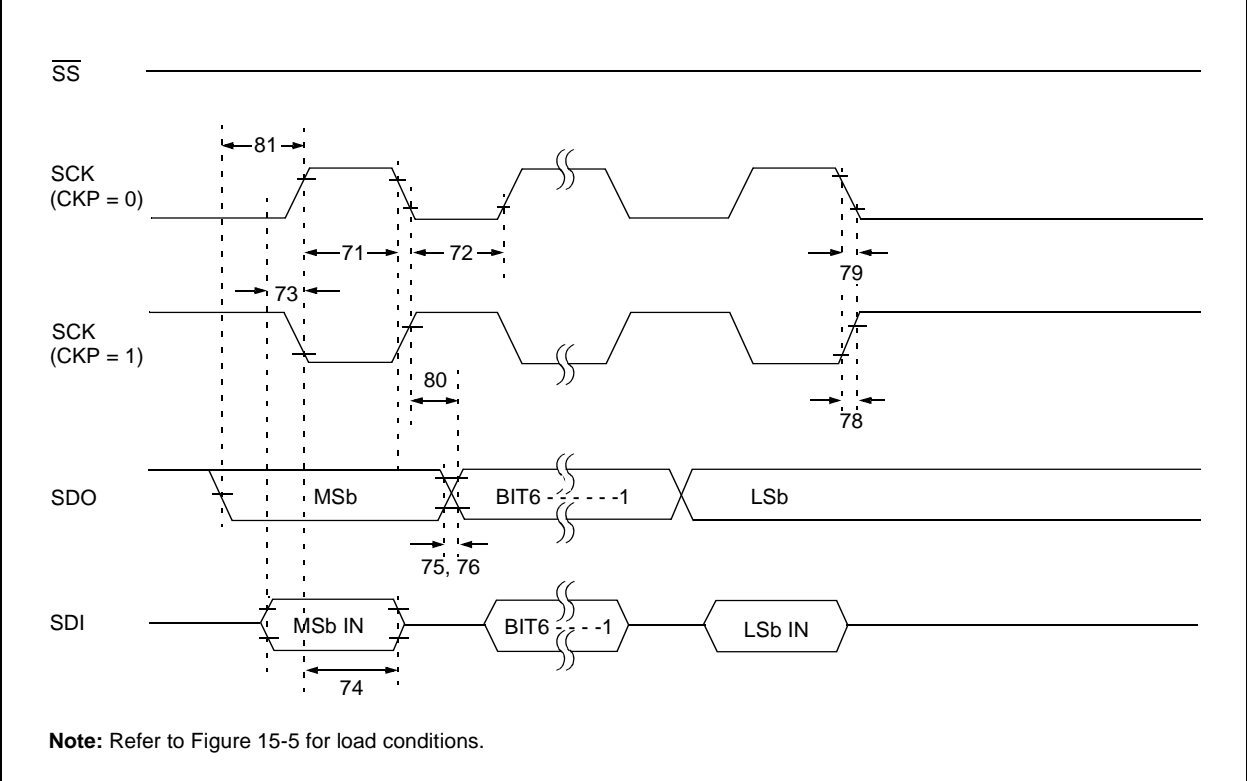 SS
81
SCK
(CKP = 0)
71
72
79
73
SCK
(CKP = 1)
80
78
SDO
MSb
BIT6 - - - - - -1
LSb
75, 76
SDI
MSb IN
BIT6 - - - -1
LSb IN
74
Note: Refer to Figure 15-5 for load conditions.